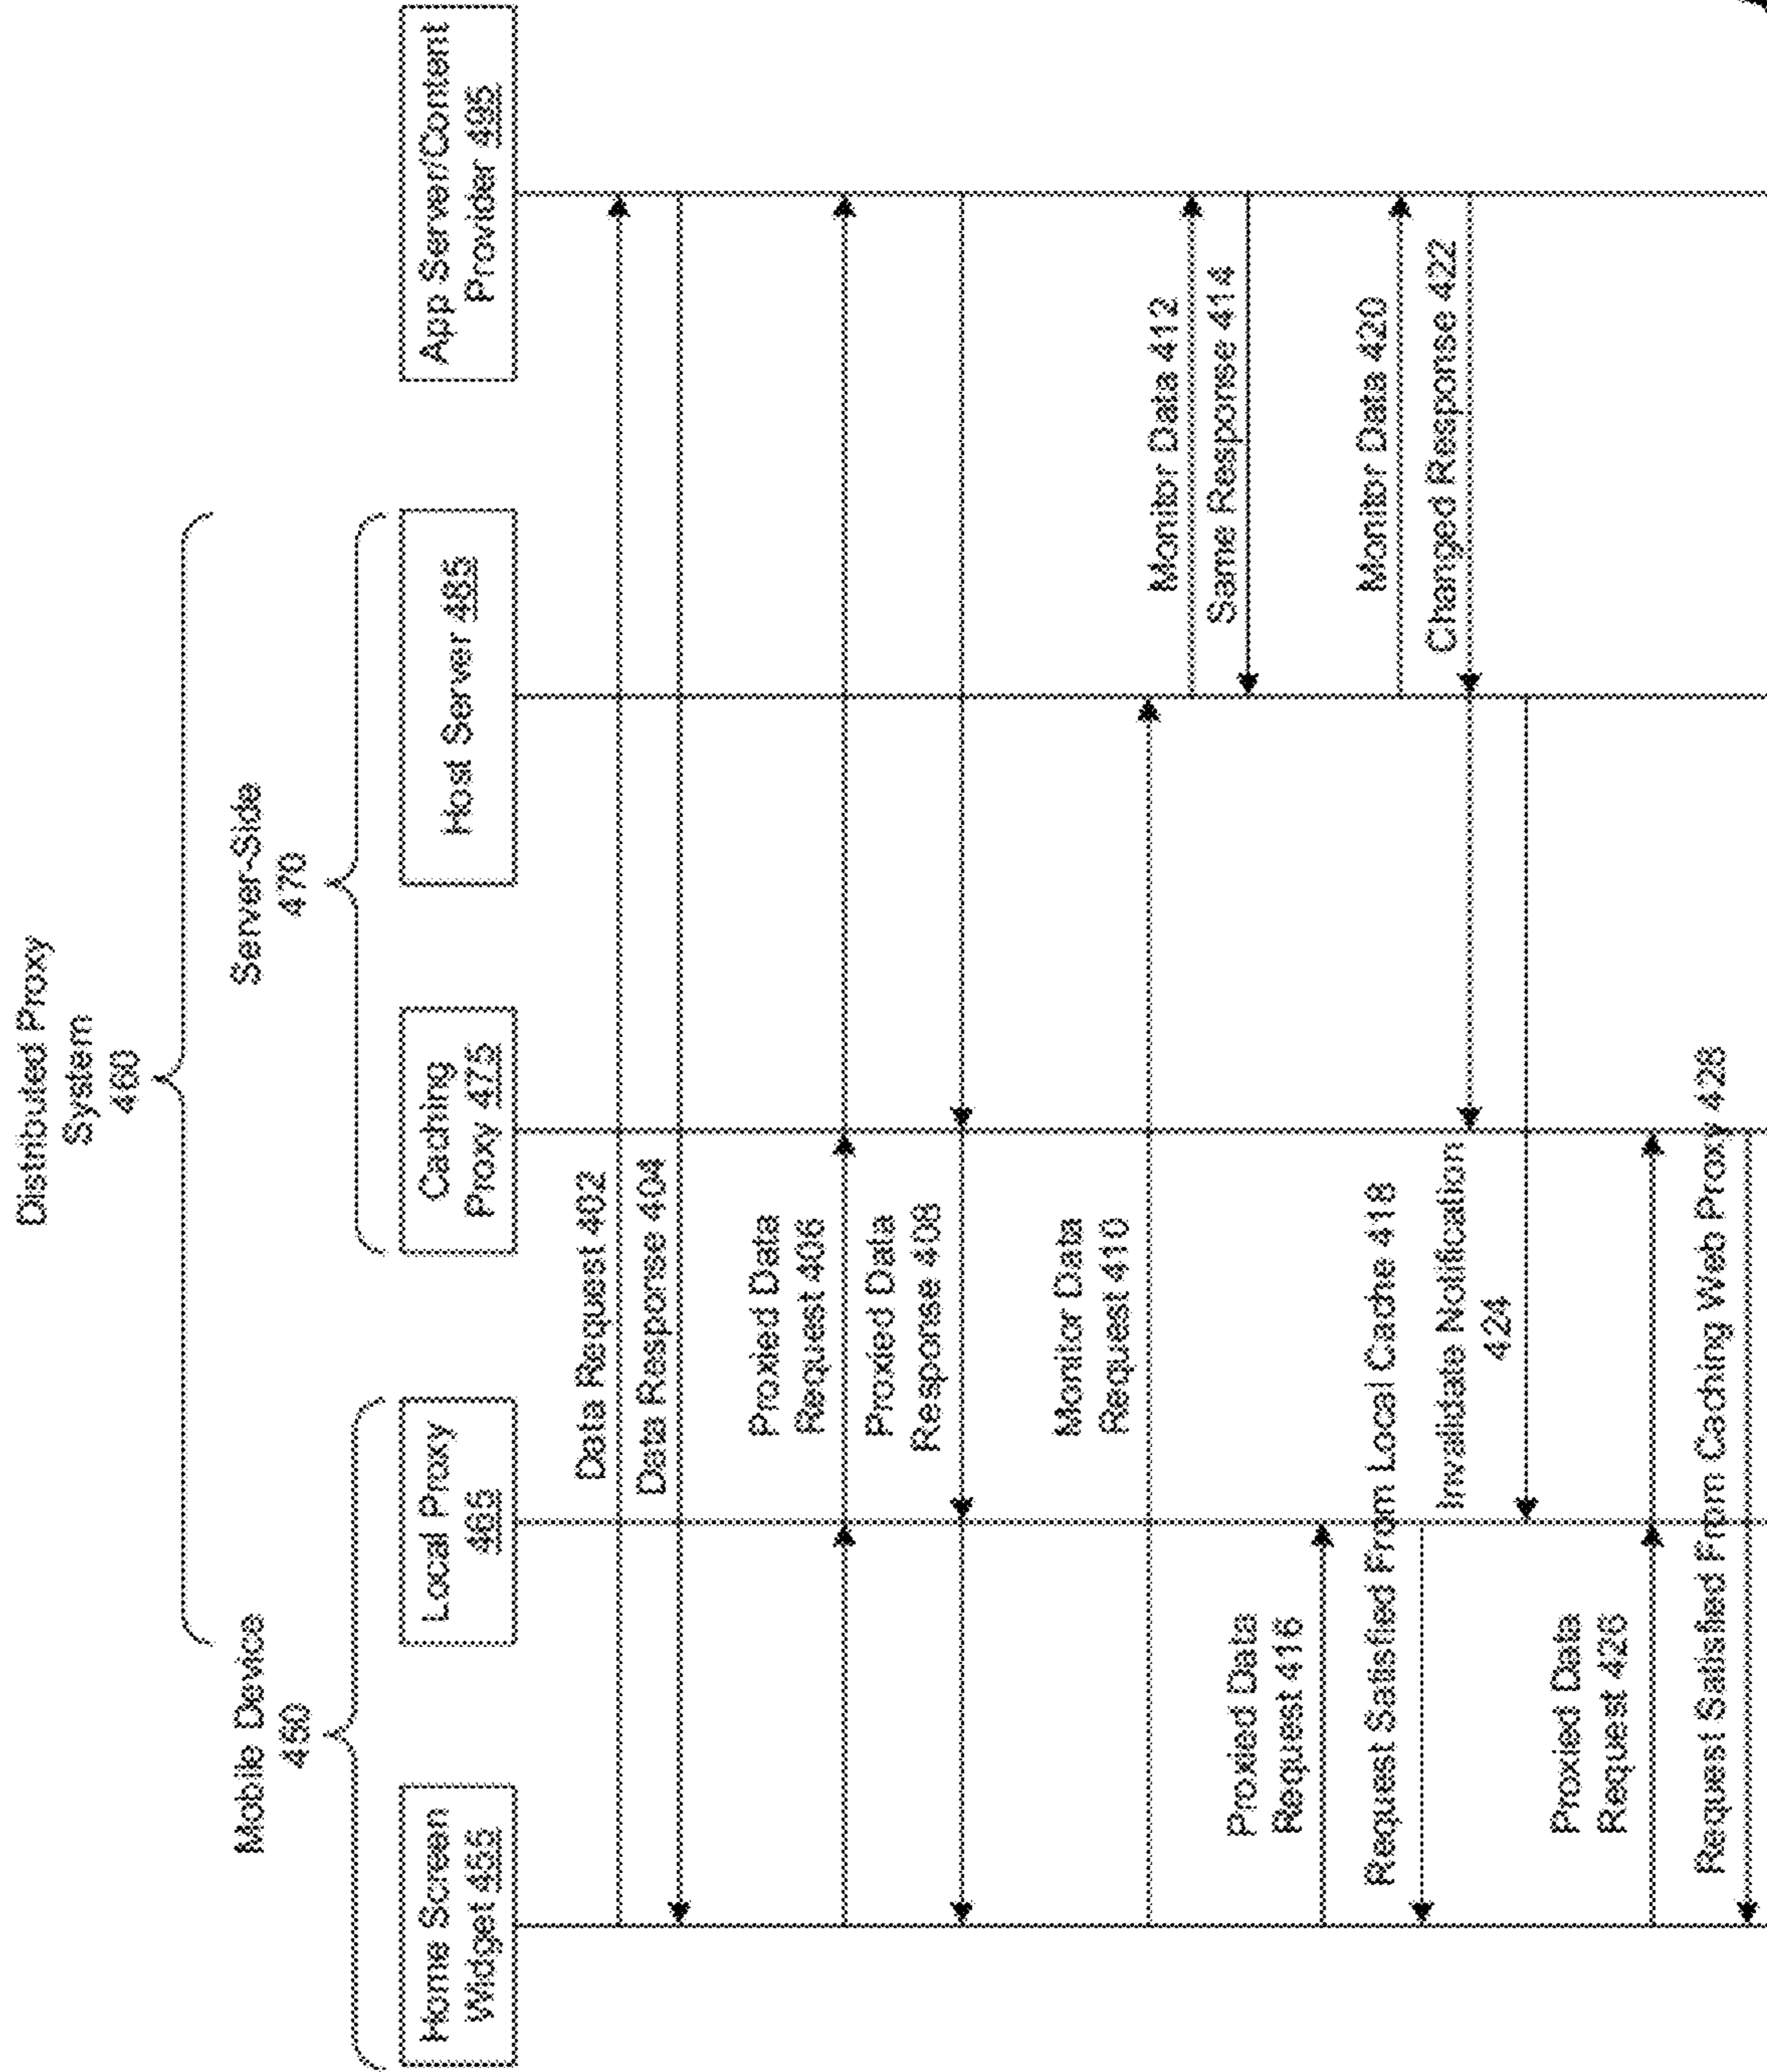 Distributed Proxy
System
460
Mobile Device
450
Server-Side
470
Home Screen
Widget 455
Local Proxy
465
Caching
Proxy 475
Host Server 485
App Server/Content
Provider 495
Data Request 402
Data Response 404
Proxied Data
Request 406
Proxied Data
Response 408
Monitor Data
Request 410
Monitor Data 412
Same Response 414
Proxied Data
Request 416
Request Satisfied From Local Cache 418
Monitor Data 420
Changed Response 422
Invalidate Notification
424
Proxied Data
Request 426
Request Satisfied From Caching Web Proxy 428